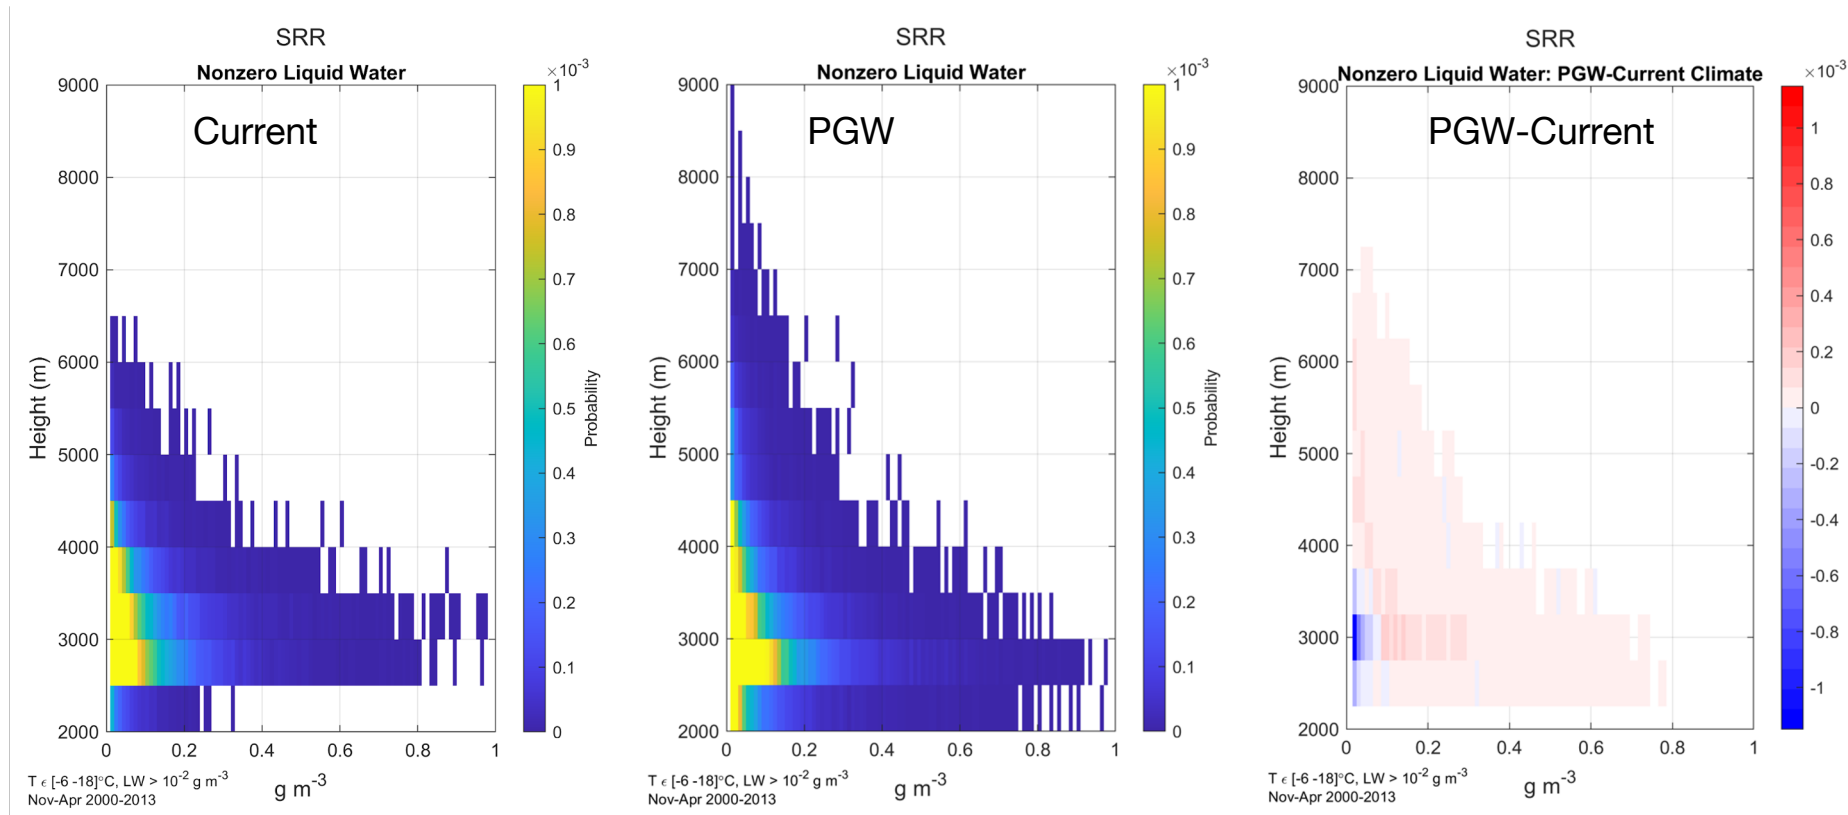 SRR
Nonzero Liquid Water
×10-3
Current
9000
8000
7000
6000
5000
4000
3000
2000
Height (m)
0 0.2 0.4 0.6 0.8 1
g m-3
T ϵ [-6 -18]°C, LW > 10-2 g m-3
Nov-Apr 2000-2013
1
0.9
0.8
0.7
0.6
0.5
0.4
0.3
0.2
0.1
0
Probability
SRR
Nonzero Liquid Water
×10-3
PGW
9000
8000
7000
6000
5000
4000
3000
2000
Height (m)
0 0.2 0.4 0.6 0.8 1
g m-3
T ϵ [-6 -18]°C, LW > 10-2 g m-3
Nov-Apr 2000-2013
1
0.9
0.8
0.7
0.6
0.5
0.4
0.3
0.2
0.1
0
Probability
SRR
Nonzero Liquid Water: PGW-Current Climate
×10-3
PGW-Current
9000
8000
7000
6000
5000
4000
3000
2000
Height (m)
0 0.2 0.4 0.6 0.8 1
g m-3
T ϵ [-6 -18]°C, LW > 10-2 g m-3
Nov-Apr 2000-2013
1
0.8
0.6
0.4
0.2
0
-0.2
-0.4
-0.6
-0.8
-1